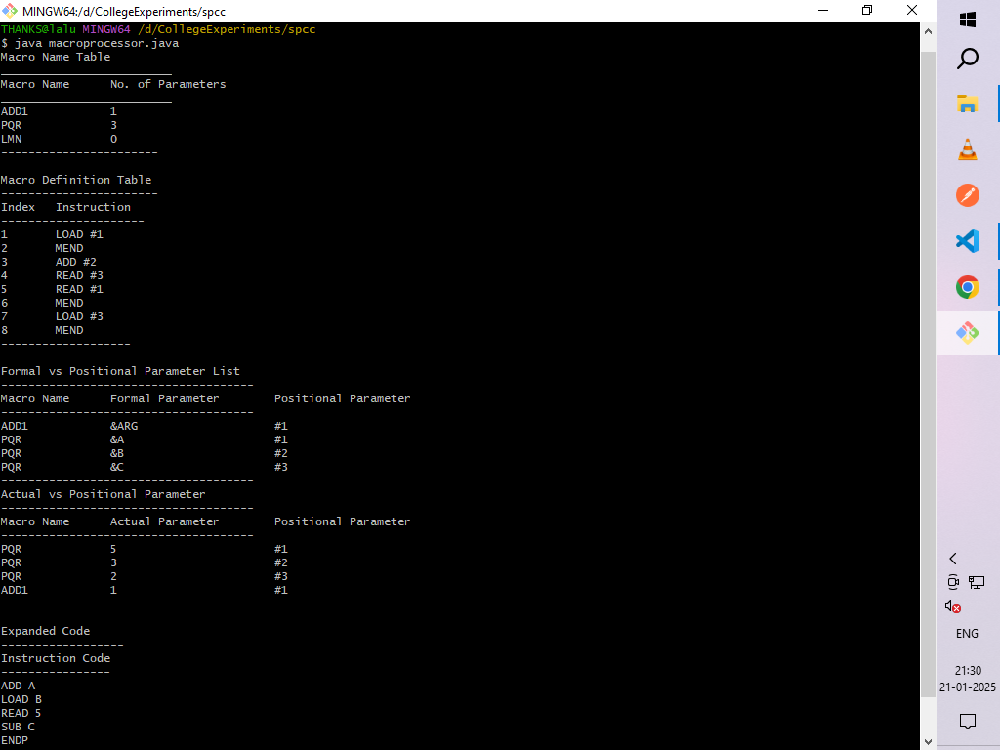 MINGW64:/d/CollegeExperiments/spcc
THANKS@lalu MINGW64 /d/CollegeExperiments/spcc
$ java macroprocessor.java
Macro Name Table
_________________________
Macro Name      No. of Parameters
_________________________
ADD1            1
PQR             3
LMN             0
-----------------------

Macro Definition Table
-----------------------
Index   Instruction
---------------------
1       LOAD #1
2       MEND
3       ADD #2
4       READ #3
5       READ #1
6       MEND
7       LOAD #3
8       MEND
-------------------

Formal vs Positional Parameter List
-------------------------------------
Macro Name      Formal Parameter        Positional Parameter
-------------------------------------
ADD1            &ARG                    #1
PQR             &A                      #1
PQR             &B                      #2
PQR             &C                      #3
-------------------------------------
Actual vs Positional Parameter
-------------------------------------
Macro Name      Actual Parameter        Positional Parameter
-------------------------------------
PQR             5                       #1
PQR             3                       #2
PQR             2                       #3
ADD1            1                       #1
-------------------------------------

Expanded Code
------------------
Instruction Code
----------------
ADD A
LOAD B
READ 5
SUB C
ENDP
ENG
21:30
21-01-2025